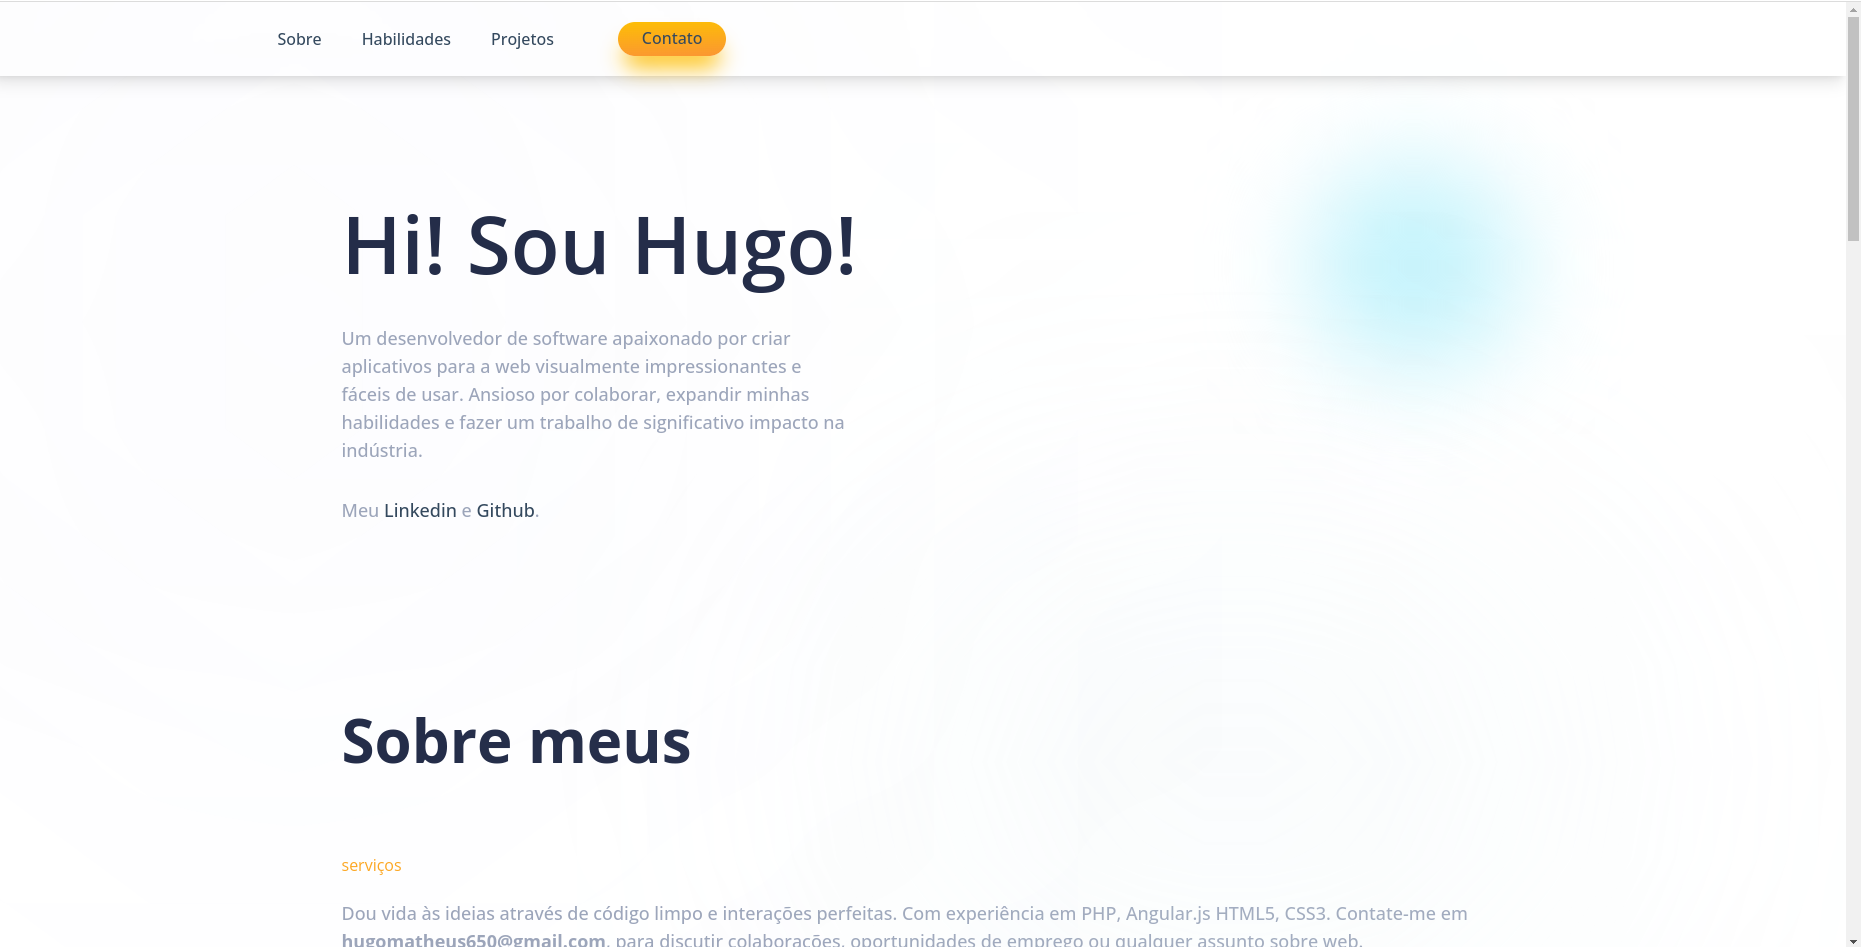 Sobre Habilidades Projetos Contato
Hi! Sou Hugo!
Um desenvolvedor de software apaixonado por criar
aplicativos para a web visualmente impressionantes e
fáceis de usar. Ansioso por colaborar, expandir minhas
habilidades e fazer um trabalho de significativo impacto na
indústria.
Meu Linkedin e Github.
Sobre meus
serviços
Dou vida às ideias através de código limpo e interações perfeitas. Com experiência em PHP, Angular.js HTML5, CSS3. Contate-me em
hugomatheus650@gmail.com, para discutir colaborações, oportunidades de emprego ou qualquer assunto sobre web.